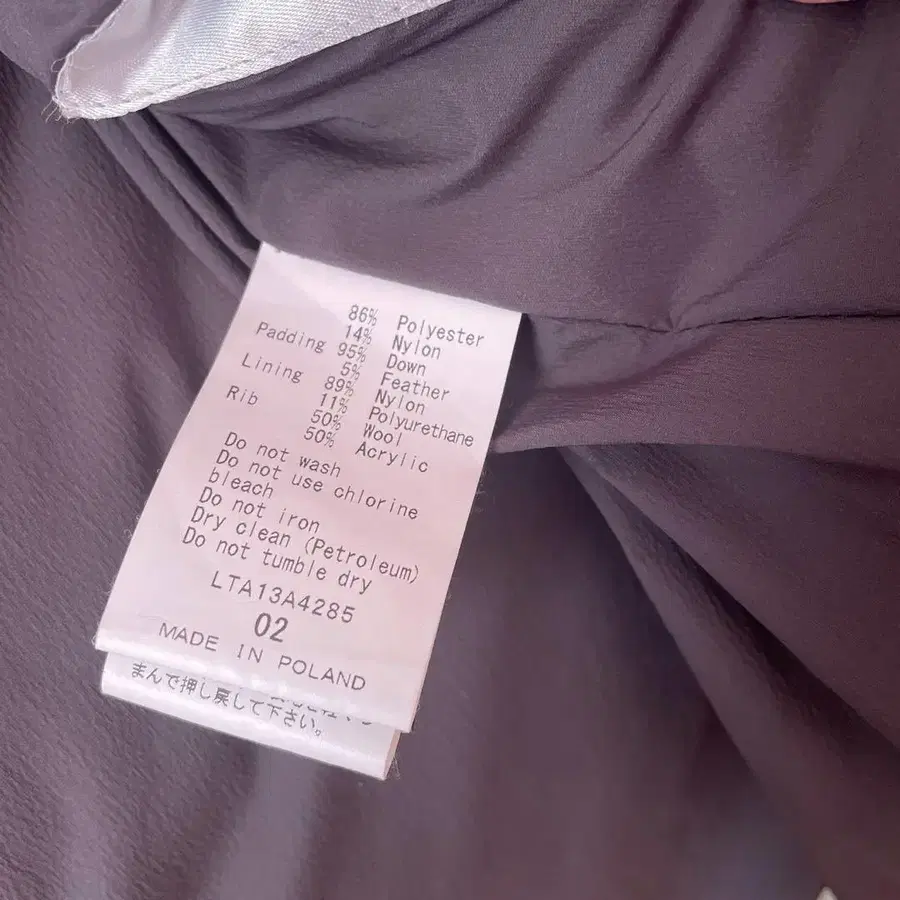 86% Polyester
14% Nylon
Padding 95% Down
5% Feather
Lining 89% Nylon
11% Polyurethane
Rib 50% Wool
50% Acrylic
Do not wash
Do not use chlorine
bleach
Do not iron
Dry clean (Petroleum)
Do not tumble dry
LTA13A4285
02
MADE IN POLAND
まんで押し戻して下さい。